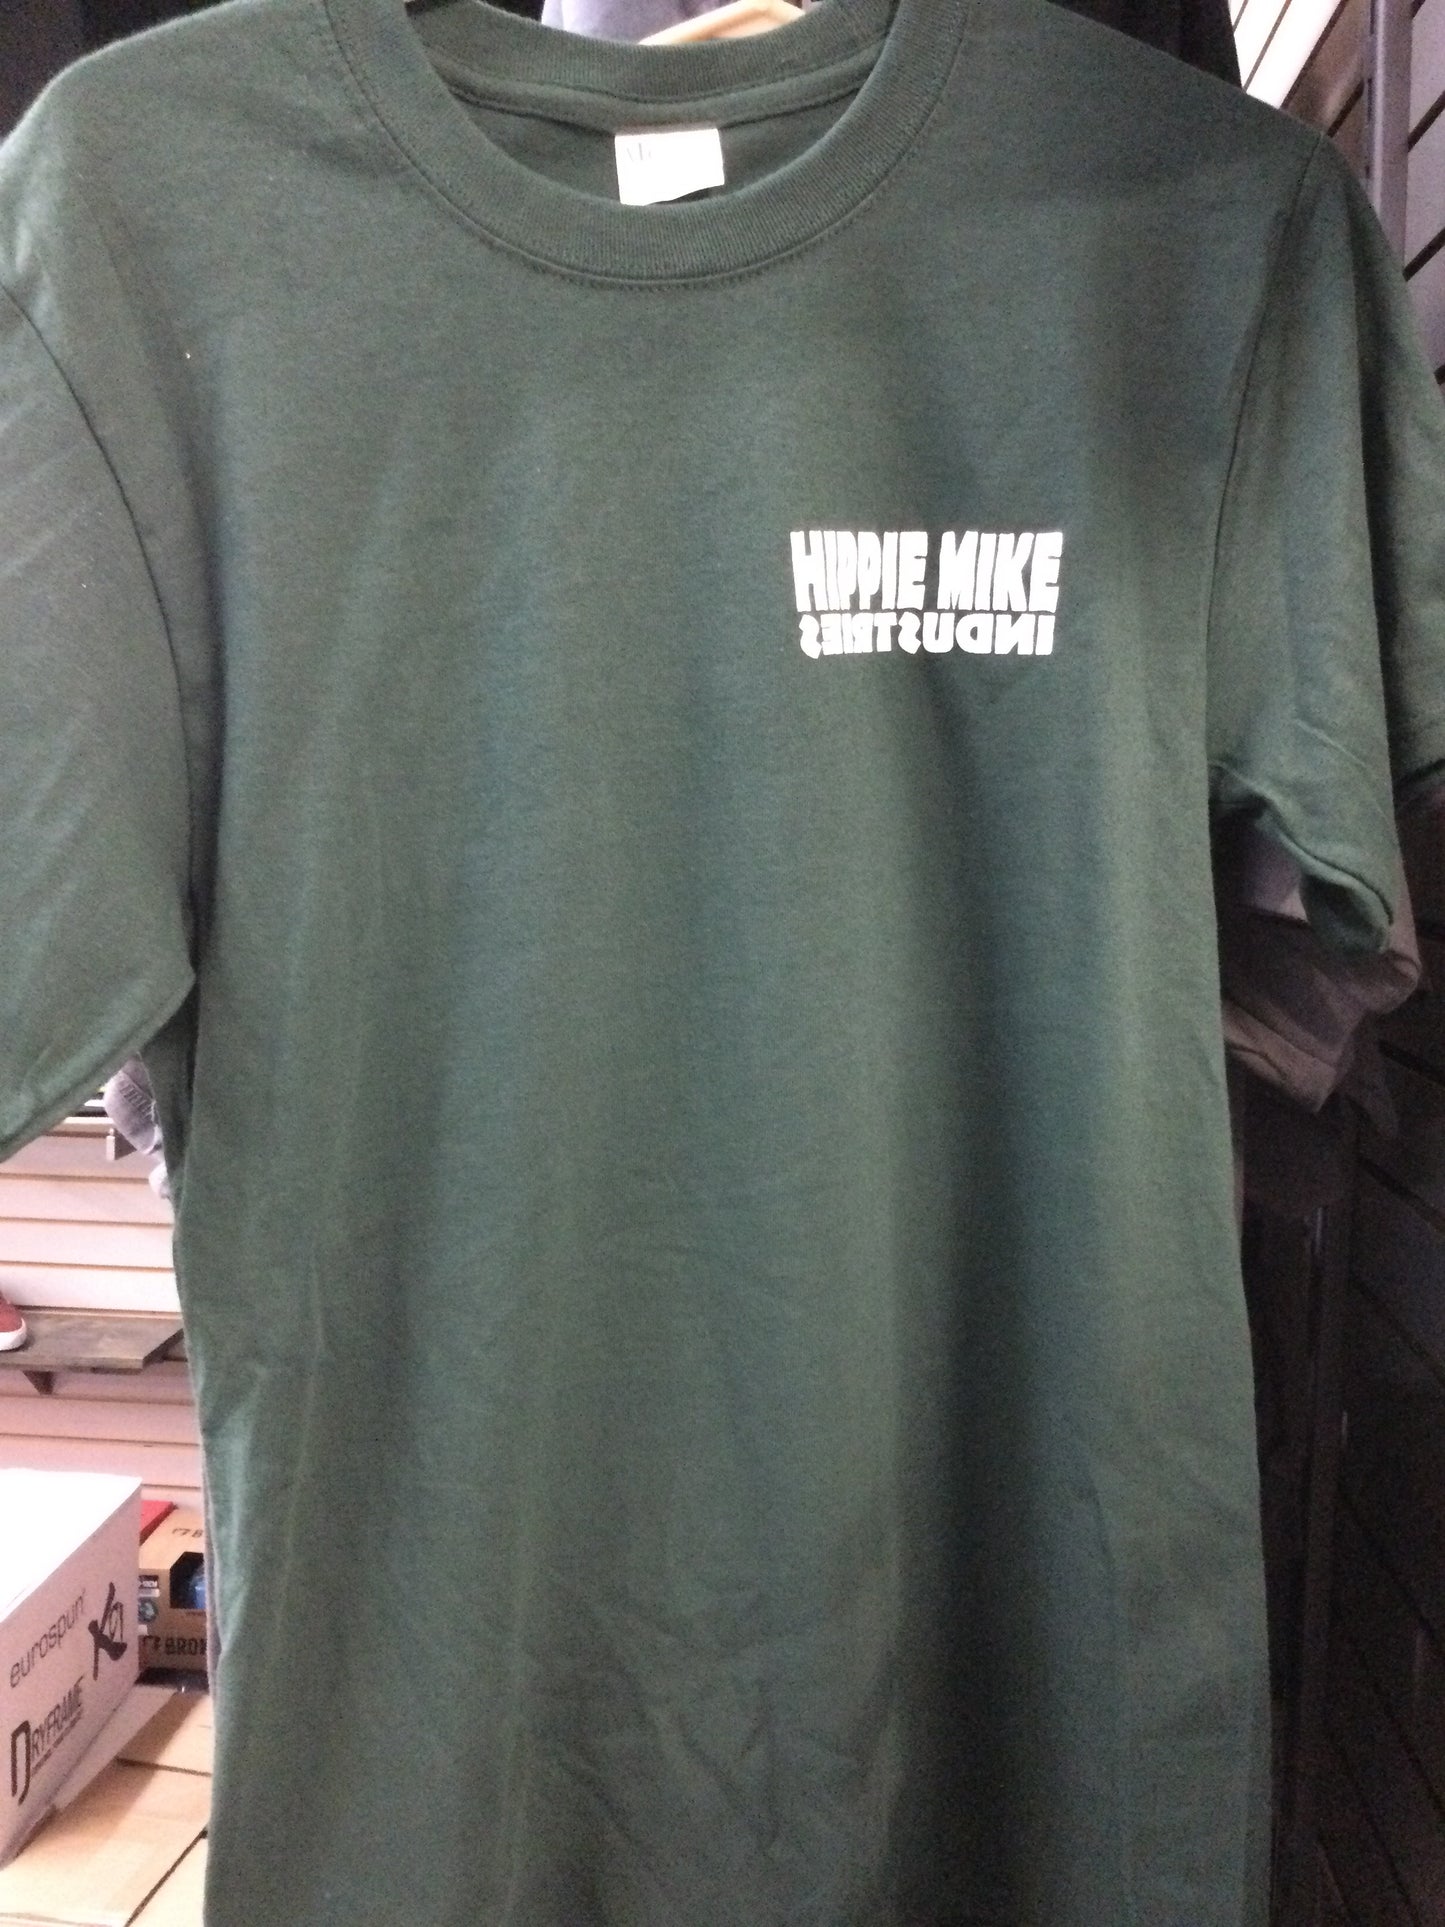 HIPPIE MIKE
INDUSTRIES
eurospun
DRYFRAME